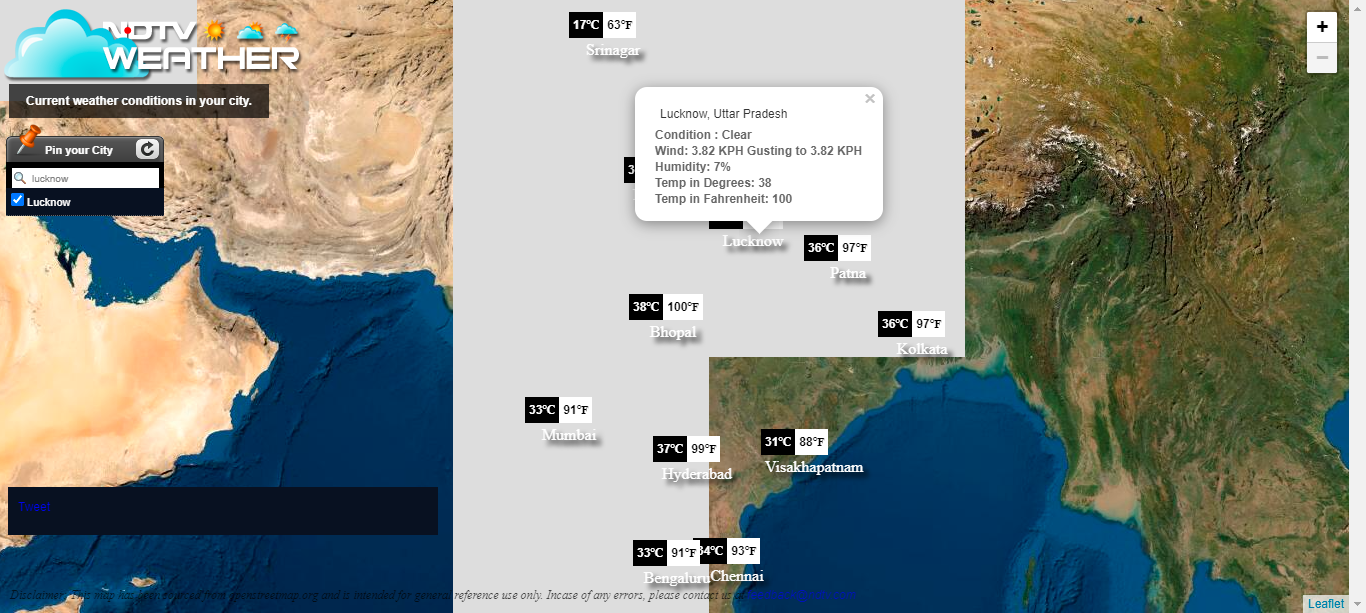 NDTV
WEATHER
Current weather conditions in your city.
Pin your City
lucknow
Lucknow
17°C 63°F
Srinagar
+
−
×
Lucknow, Uttar Pradesh
Condition : Clear
Wind: 3.82 KPH Gusting to 3.82 KPH
Humidity: 7%
Temp in Degrees: 38
Temp in Fahrenheit: 100
3
Lucknow
36°C 97°F
Patna
38°C 100°F
Bhopal
36°C 97°F
Kolkata
33°C 91°F
Mumbai
37°C 99°F
Hyderabad
31°C 88°F
Visakhapatnam
Tweet
33°C 91°F
Bengaluru
34°C 93°F
Chennai
Disclaimer: This map has been sourced from openstreetmap.org and is intended for general reference use only. Incase of any errors, please contact us at
Leaflet